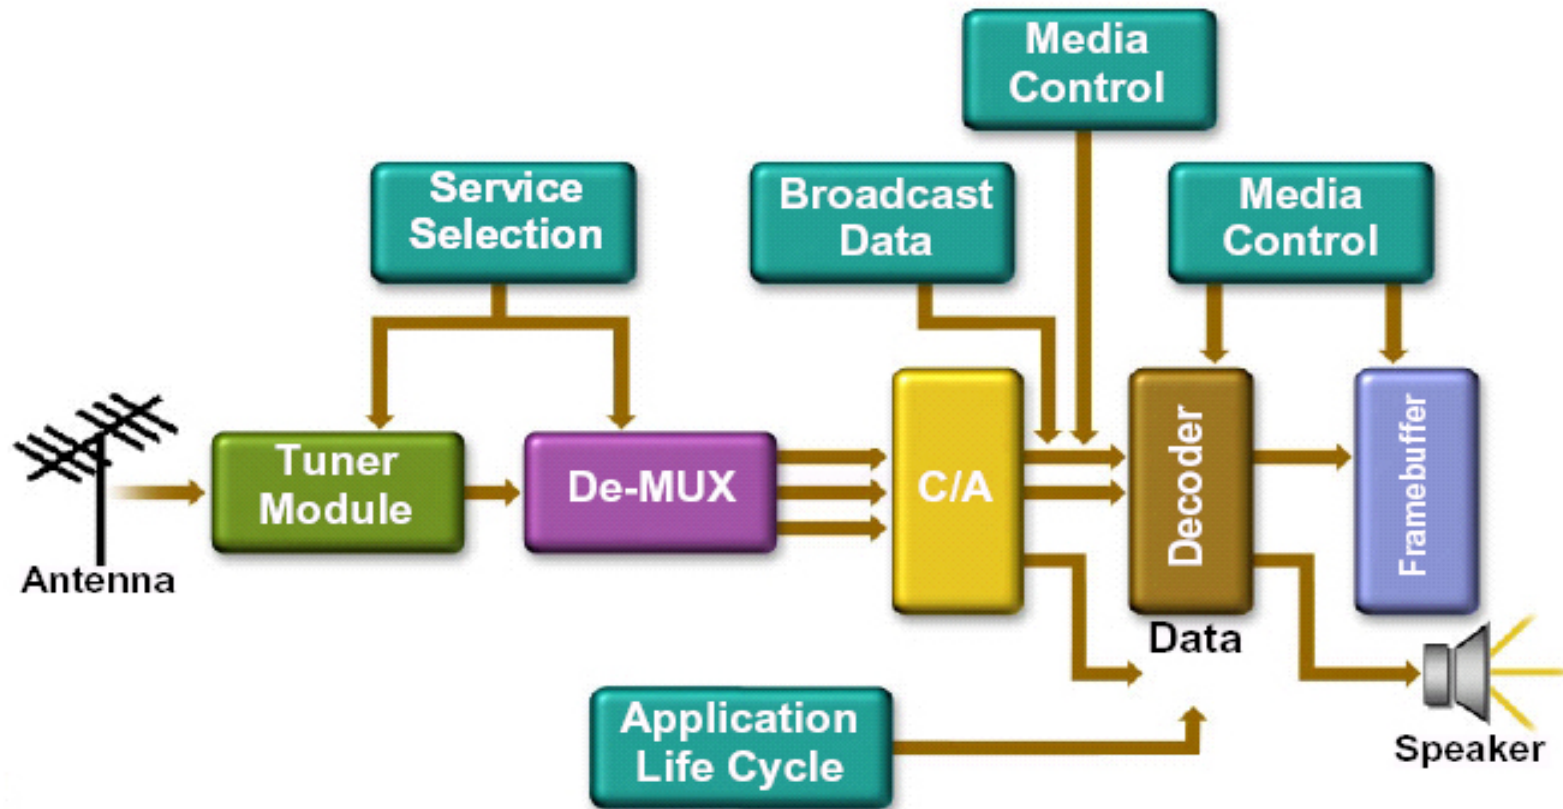 Media
Control
Service
Selection
Broadcast
Data
Media
Control
Antenna
Tuner
Module
De-MUX
C/A
Decoder
Data
Framebuffer
Speaker
Application
Life Cycle